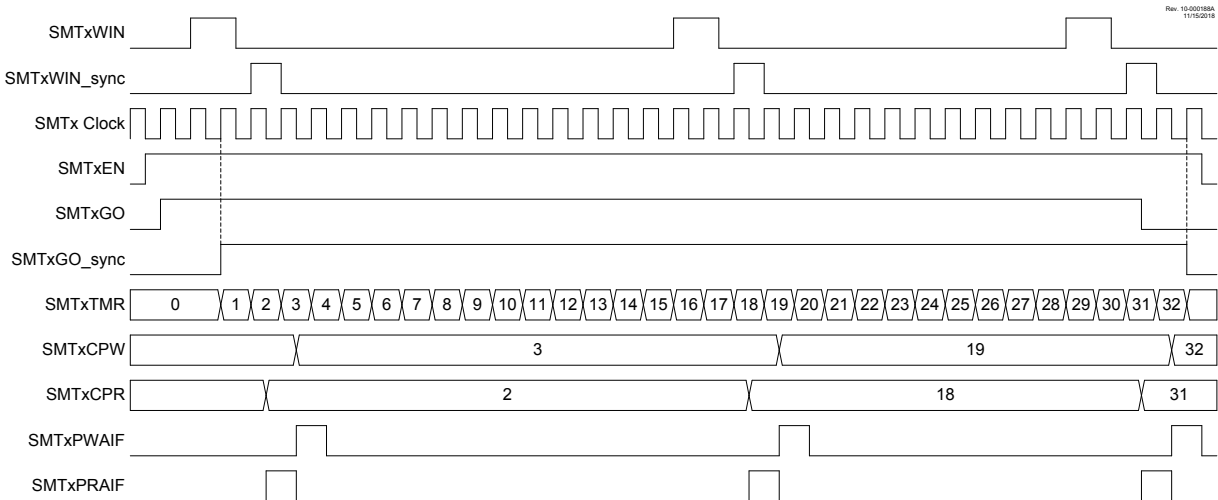 Rev. 10-000188A
11/15/2018
SMTxWIN
SMTxWIN_sync
SMTx Clock
SMTxEN
SMTxGO
SMTxGO_sync
SMTxTMR 0 1 2 3 4 5 6 7 8 9 10 11 12 13 14 15 16 17 18 19 20 21 22 23 24 25 26 27 28 29 30 31 32
SMTxCPW 3 19 32
SMTxCPR 2 18 31
SMTxPWAIF
SMTxPRAIF